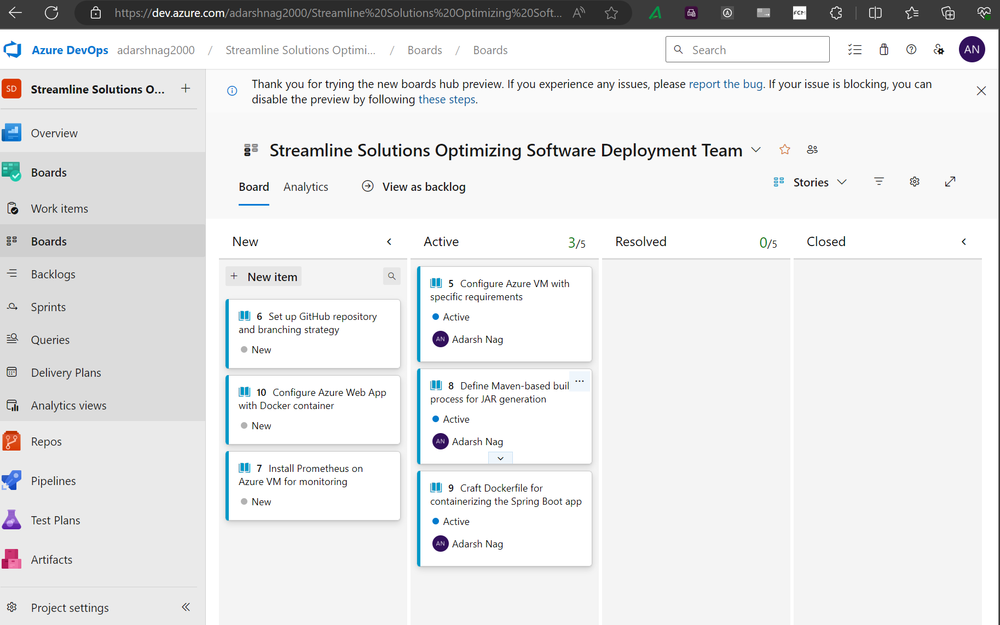 https://dev.azure.com/adarshnag2000/Streamline%20Solutions%20Optimizing%20Soft...
FCM
Azure DevOps adarshnag2000 / Streamline Solutions Optimi... / Boards / Boards
Search
AN
SD Streamline Solutions O... +
Overview
Boards
Work items
Boards
Backlogs
Sprints
Queries
Delivery Plans
Analytics views
Repos
Pipelines
Test Plans
Artifacts
Project settings
Thank you for trying the new boards hub preview. If you experience any issues, please report the bug. If your issue is blocking, you can
disable the preview by following these steps.
Streamline Solutions Optimizing Software Deployment Team
Board Analytics View as backlog
Stories
New
+ New item
6 Set up GitHub repository
and branching strategy
New
10 Configure Azure Web App
with Docker container
New
7 Install Prometheus on
Azure VM for monitoring
New
Active 3/5
5 Configure Azure VM with
specific requirements
Active
AN Adarsh Nag
8 Define Maven-based buil
process for JAR generation
Active
AN Adarsh Nag
9 Craft Dockerfile for
containerizing the Spring Boot app
Active
AN Adarsh Nag
Resolved 0/5
Closed